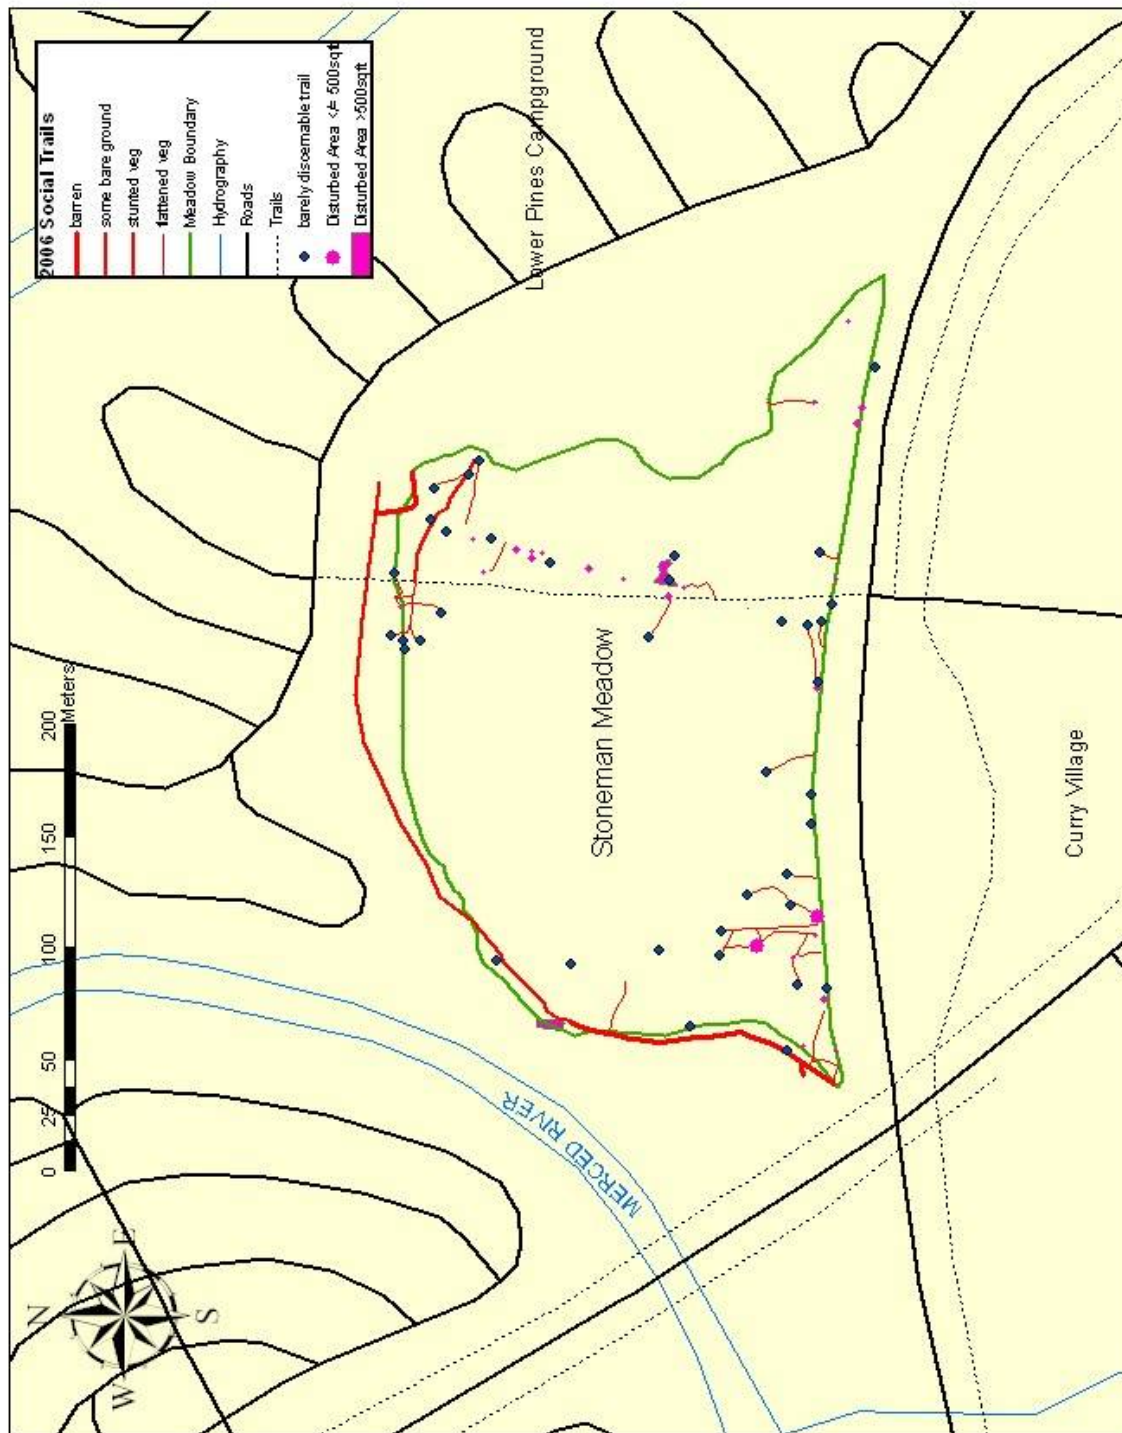 2006 Social Trails
barren
some bare ground
stunted veg
flattened veg
Meadow Boundary
Hydrography
Roads
Trails
barely discernable trail
Disturbed Area </= 500sqft
Disturbed Area >500sqft
Lower Pines Campground
0 25 50 100 150 200
Meters
Stoneman Meadow
MERCED RIVER
Curry Village
N
W
E
S